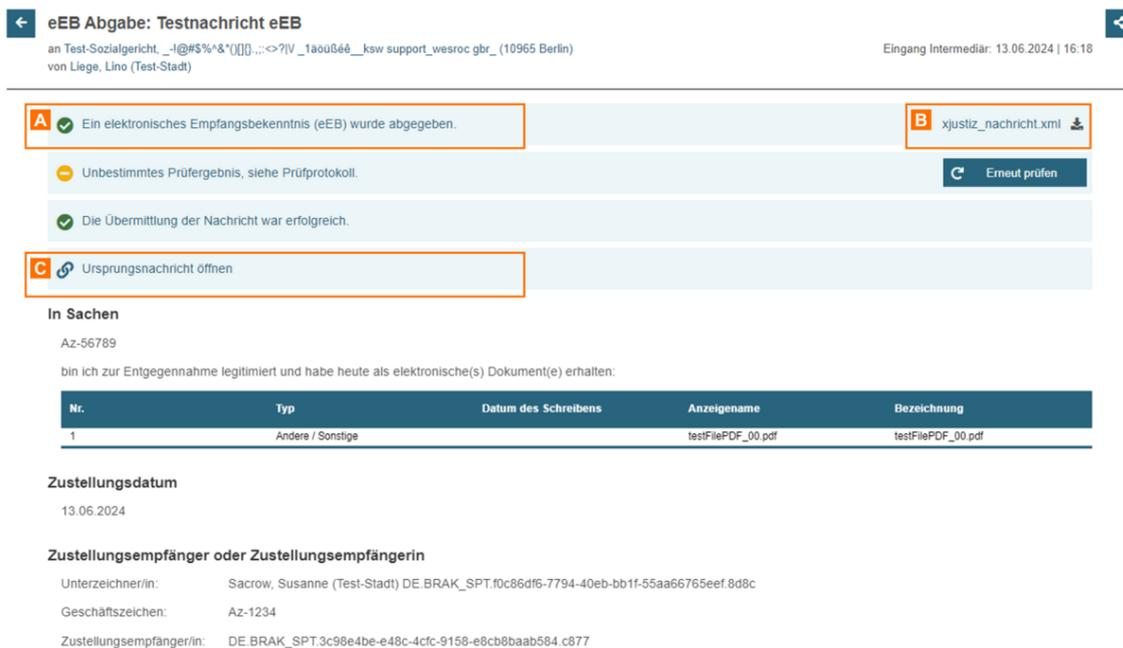 eEB Abgabe: Testnachricht eEB
an Test-Sozialgericht, _-!@#$%^&*()[]{}.,;:<>?|\/ _1äöüßéê__ksw support_wesroc gbr_ (10965 Berlin)
Eingang Intermediär: 13.06.2024 | 16:18
von Liege, Lino (Test-Stadt)
A Ein elektronisches Empfangsbekenntnis (eEB) wurde abgegeben.
B xjustiz_nachricht.xml
Unbestimmtes Prüfergebnis, siehe Prüfprotokoll.
Erneut prüfen
Die Übermittlung der Nachricht war erfolgreich.
C Ursprungsnachricht öffnen
In Sachen
Az-56789
bin ich zur Entgegennahme legitimiert und habe heute als elektronische(s) Dokument(e) erhalten:
Nr. Typ Datum des Schreibens Anzeigename Bezeichnung
1 Andere / Sonstige testFilePDF_00.pdf testFilePDF_00.pdf
Zustellungsdatum
13.06.2024
Zustellungsempfänger oder Zustellungsempfängerin
Unterzeichner/in: Sacrow, Susanne (Test-Stadt) DE.BRAK_SPT.f0c86df6-7794-40eb-bb1f-55aa66765eef.8d8c
Geschäftszeichen: Az-1234
Zustellungsempfänger/in: DE.BRAK_SPT.3c98e4be-e48c-4cfc-9158-e8cb8baab584.c877